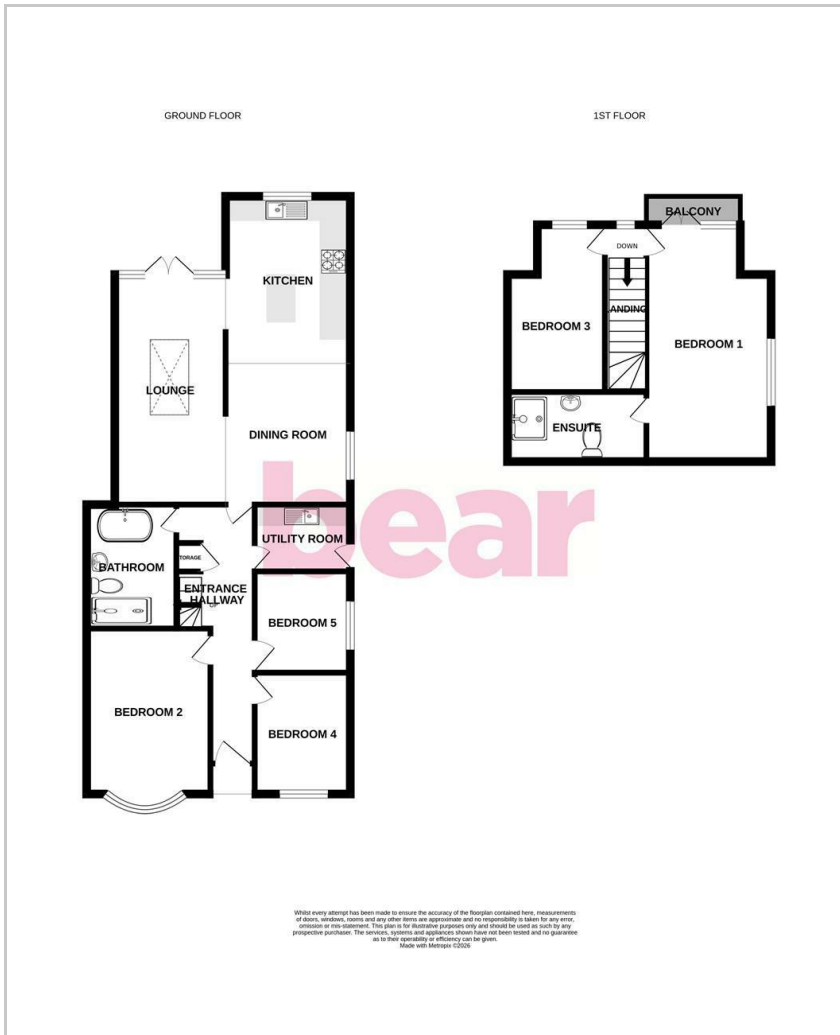 GROUND FLOOR
KITCHEN
LOUNGE
DINING ROOM
UTILITY ROOM
BATHROOM
TORAGE
ENTRANCE
HALLWAY
UP
BEDROOM 5
BEDROOM 2
BEDROOM 4
1ST FLOOR
BALCONY
DOWN
LANDING
BEDROOM 3
BEDROOM 1
ENSUITE
bear
Whilst every attempt has been made to ensure the accuracy of the floorplan contained here, measurements
of doors, windows, rooms and any other items are approximate and no responsibility is taken for any error,
omission or mis-statement. This plan is for illustrative purposes only and should be used as such by any
prospective purchaser. The services, systems and appliances shown have not been tested and no guarantee
as to their operability or efficiency can be given.
Made with Metropix ©2026